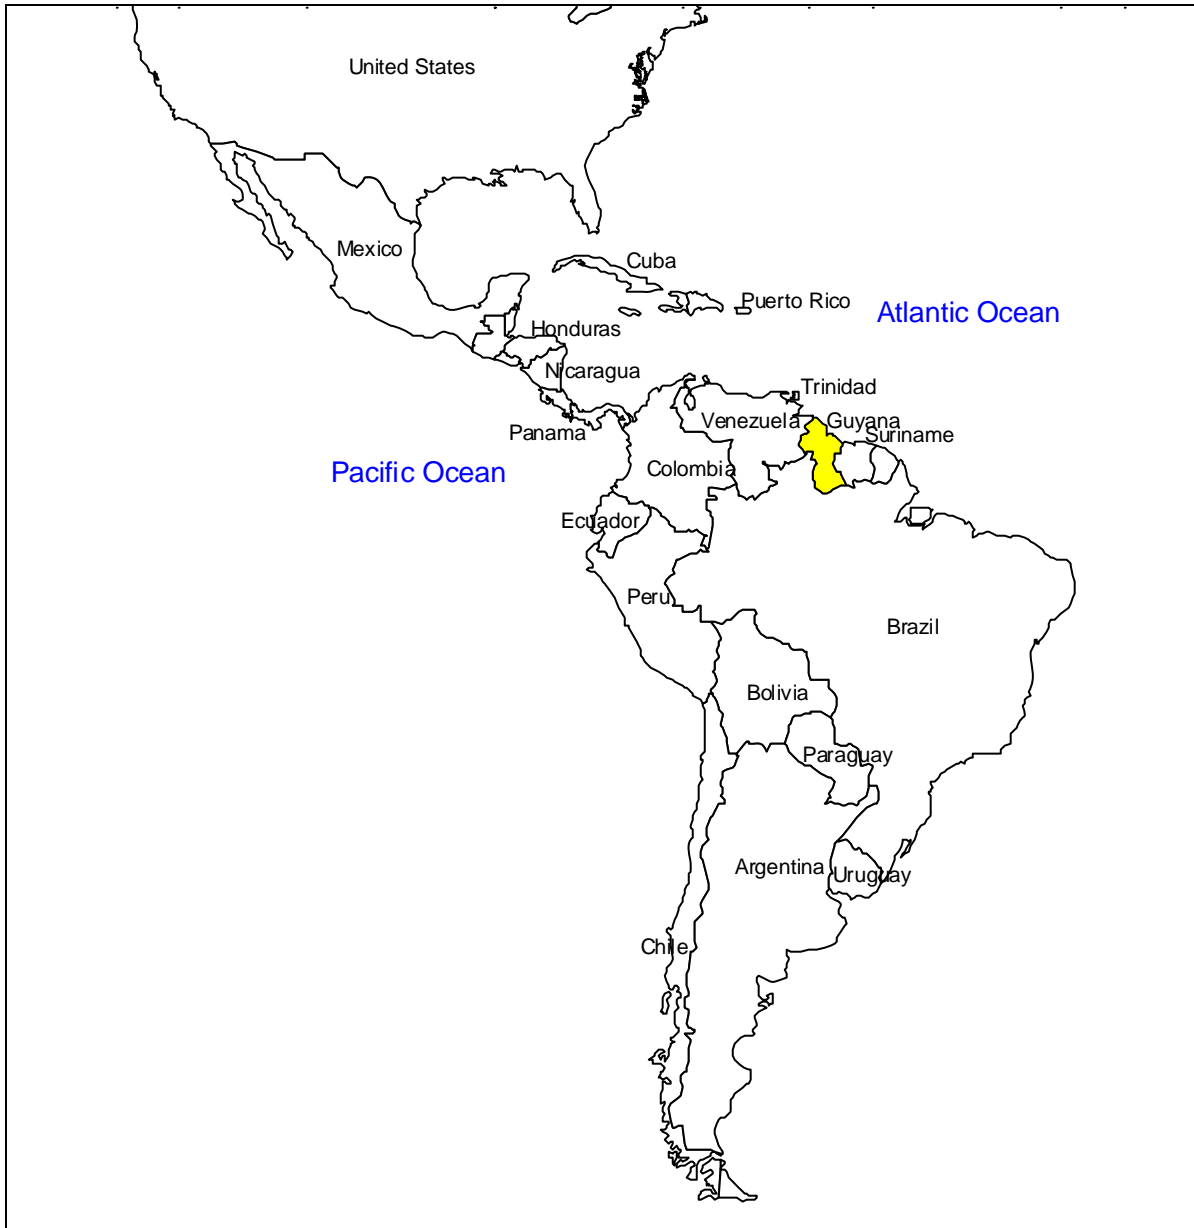 United States
Mexico
Cuba
Puerto Rico
Atlantic Ocean
Honduras
Nicaragua
Trinidad
Panama
Venezuela
Guyana
Suriname
Pacific Ocean
Colombia
Ecuador
Peru
Brazil
Bolivia
Paraguay
Argentina
Uruguay
Chile